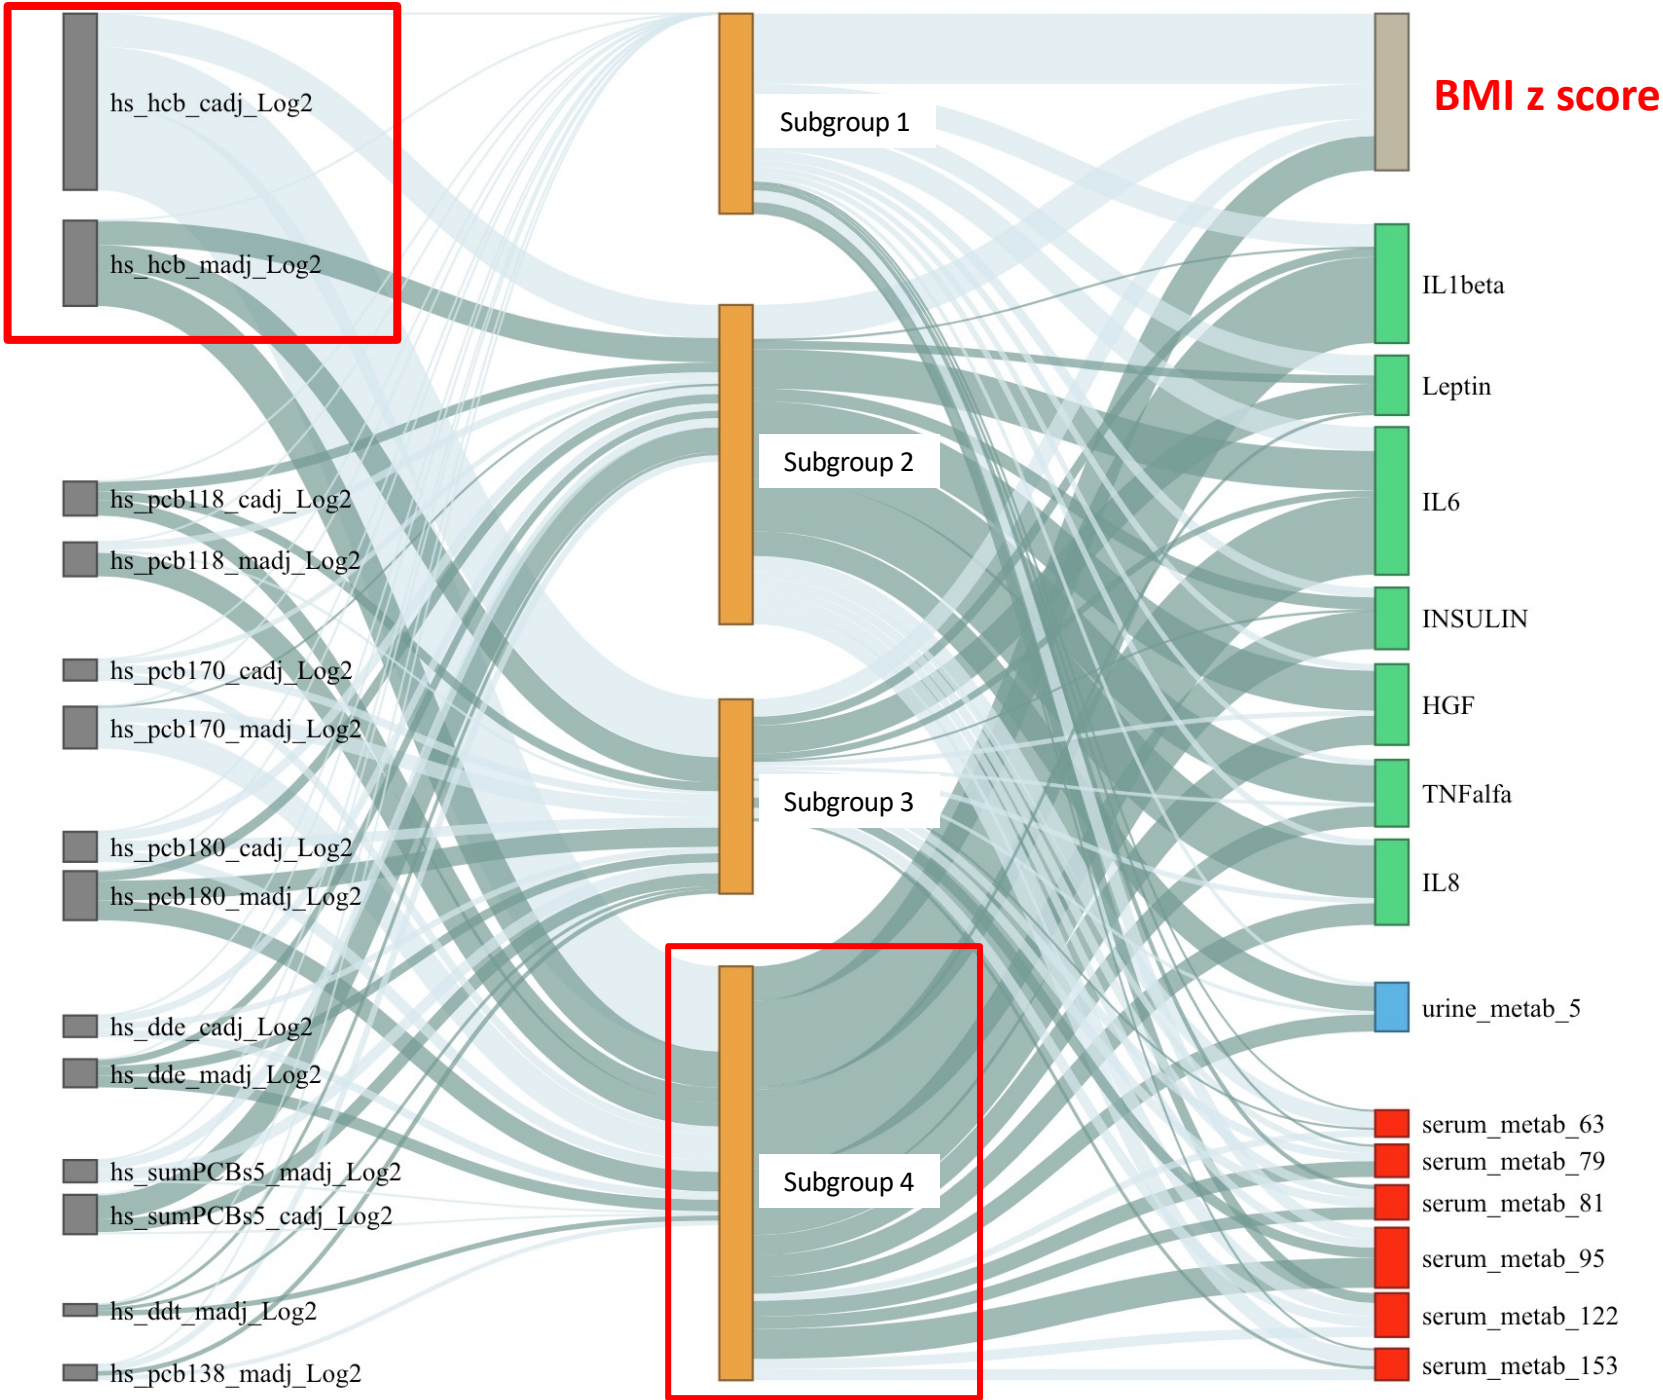 hs_hcb_cadj_Log2
hs_hcb_madj_Log2
hs_pcb118_cadj_Log2
hs_pcb118_madj_Log2
hs_pcb170_cadj_Log2
hs_pcb170_madj_Log2
hs_pcb180_cadj_Log2
hs_pcb180_madj_Log2
hs_dde_cadj_Log2
hs_dde_madj_Log2
hs_sumPCBs5_madj_Log2
hs_sumPCBs5_cadj_Log2
hs_ddt_madj_Log2
hs_pcb138_madj_Log2
Subgroup 1
Subgroup 2
Subgroup 3
Subgroup 4
BMI z score
IL1beta
Leptin
IL6
INSULIN
HGF
TNFalfa
IL8
urine_metab_5
serum_metab_63
serum_metab_79
serum_metab_81
serum_metab_95
serum_metab_122
serum_metab_153